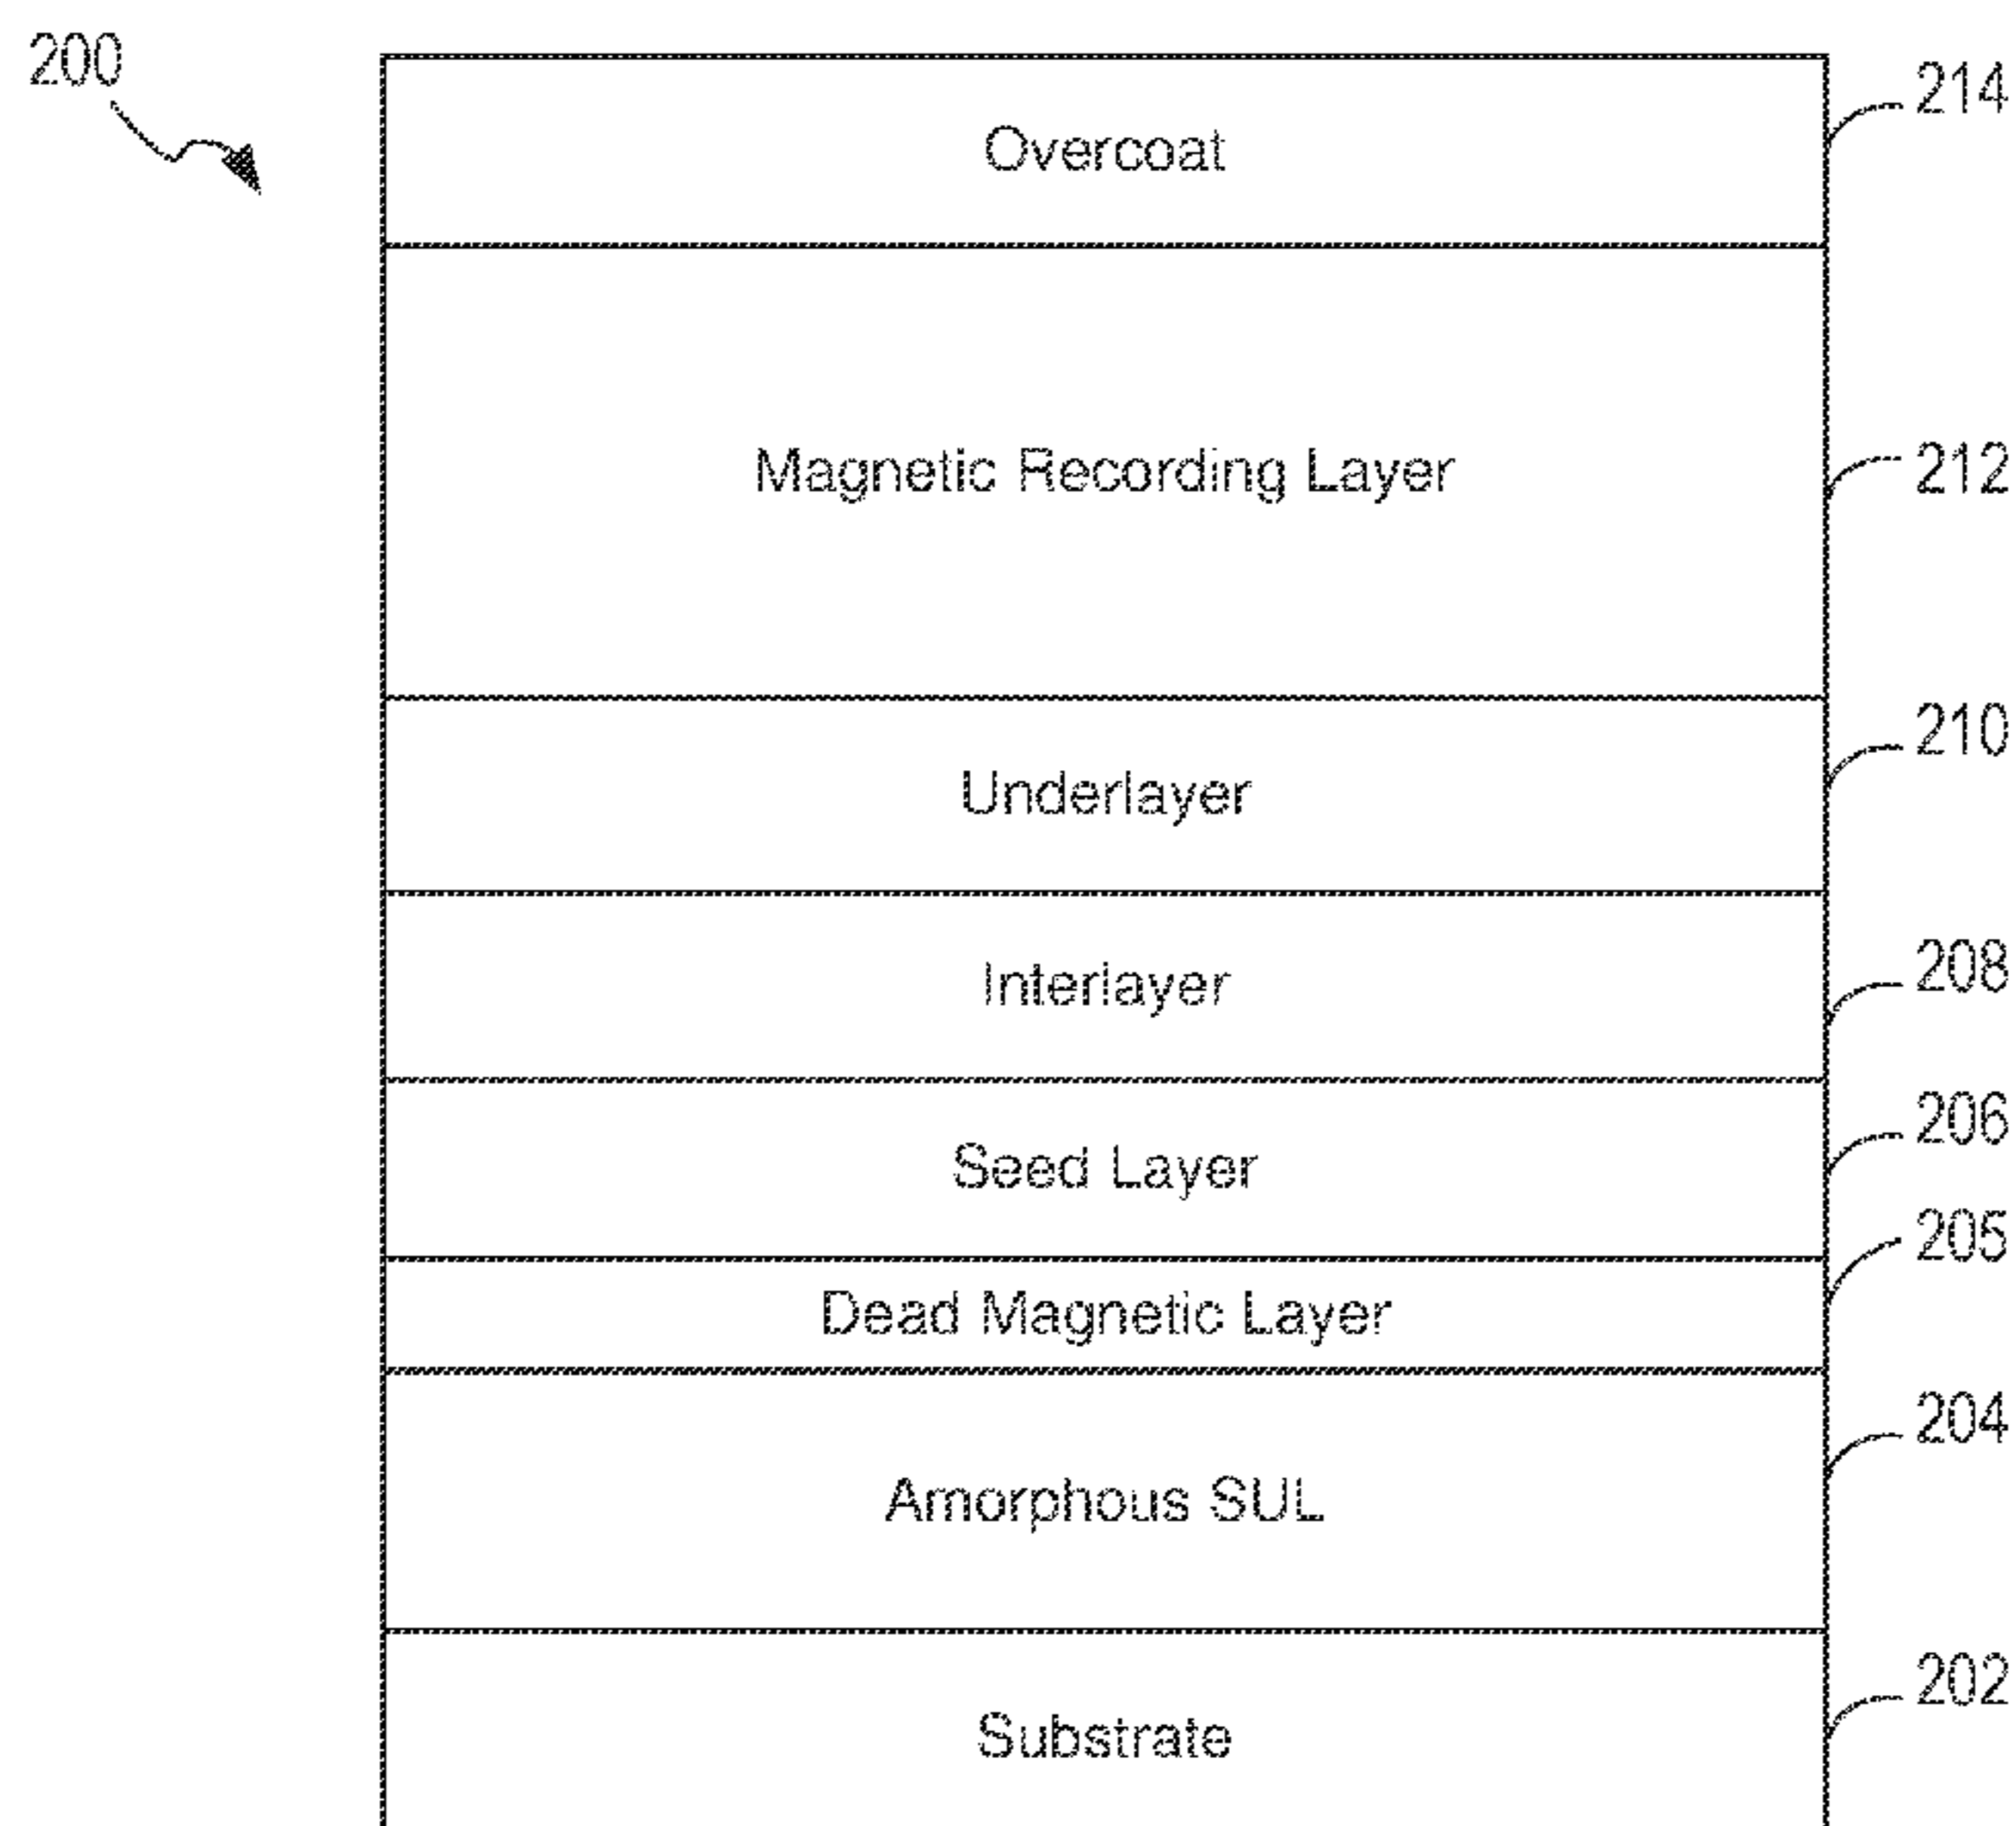 200
Overcoat
214
Magnetic Recording Layer
212
Underlayer
210
Interlayer
208
Seed Layer
206
Dead Magnetic Layer
205
Amorphous SUL
204
Substrate
202